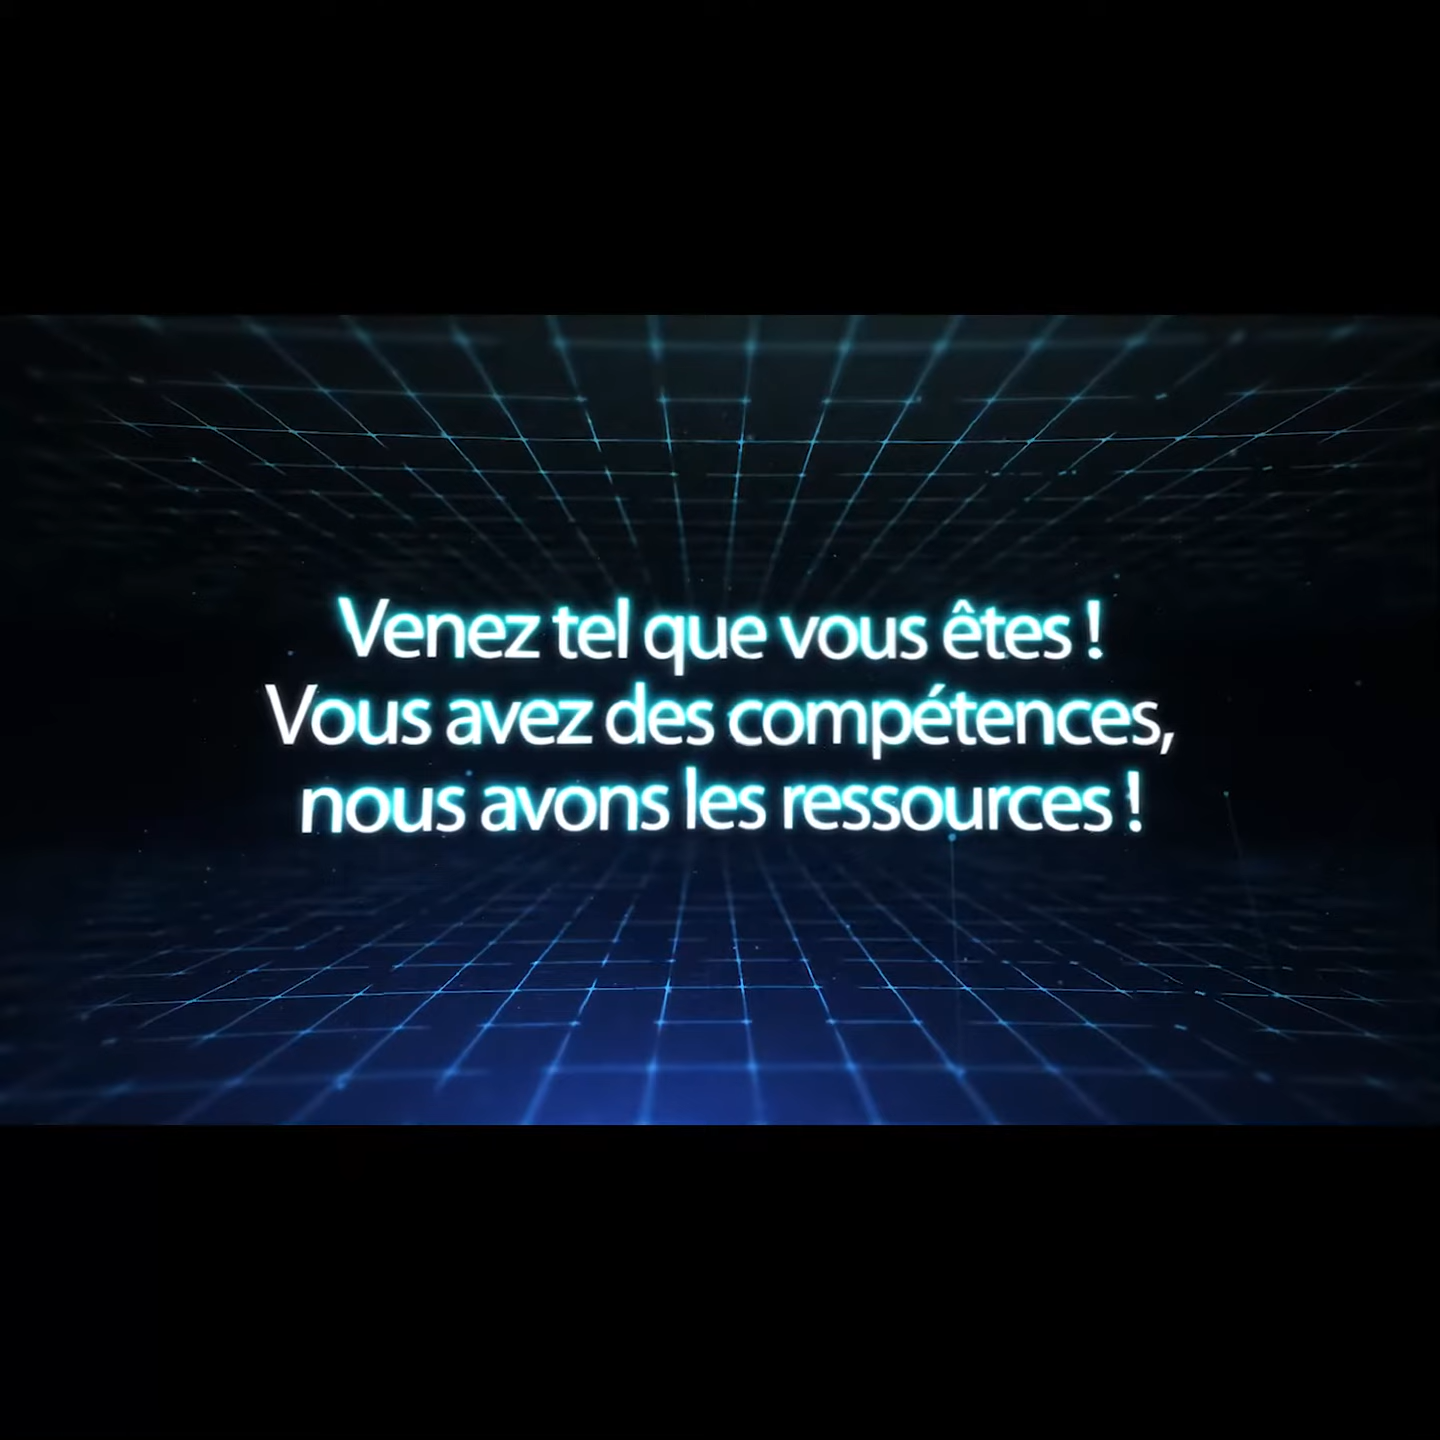 Venez tel que vous êtes !
Vous avez des compétences,
nous avons les ressources !